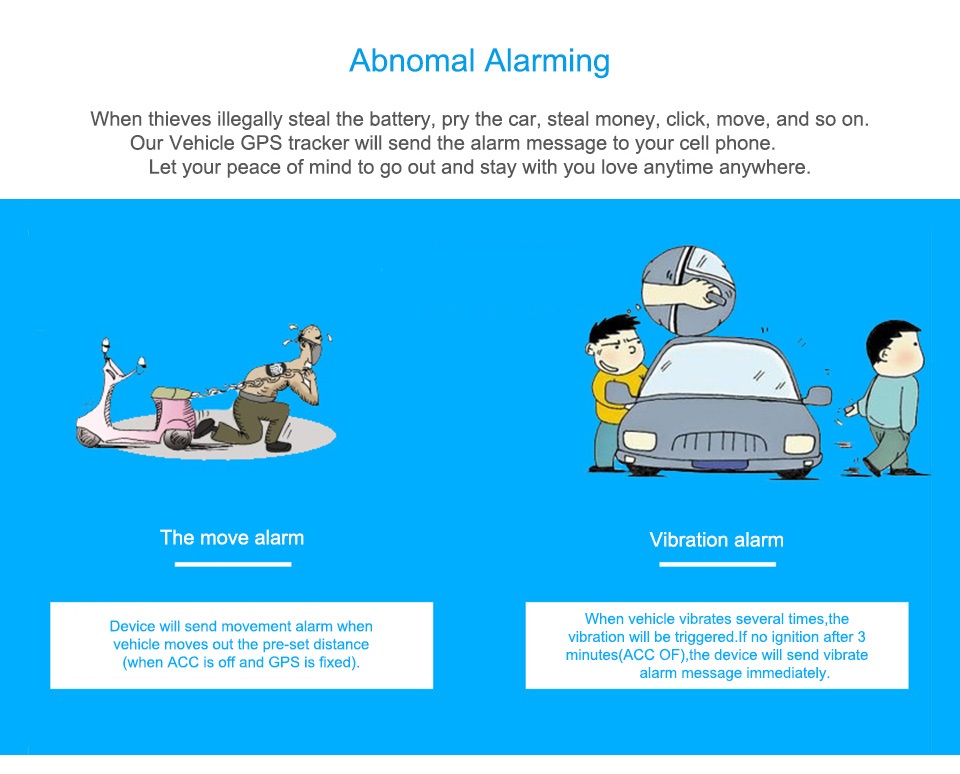 Abnomal Alarming
When thieves illegally steal the battery, pry the car, steal money, click, move, and so on.
Our Vehicle GPS tracker will send the alarm message to your cell phone.
Let your peace of mind to go out and stay with you love anytime anywhere.
The move alarm
Device will send movement alarm when
vehicle moves out the pre-set distance
(when ACC is off and GPS is fixed).
Vibration alarm
When vehicle vibrates several times,the
vibration will be triggered.If no ignition after 3
minutes(ACC OF),the device will send vibrate
alarm message immediately.